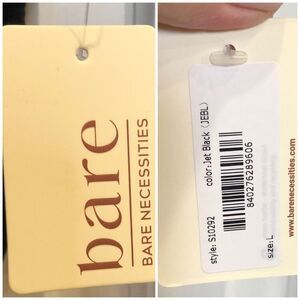 bare
BARE NECESSITIES
style: S10292
color:Jet Black (JEBL)
840276289606
size:L
www.barenecessities.com